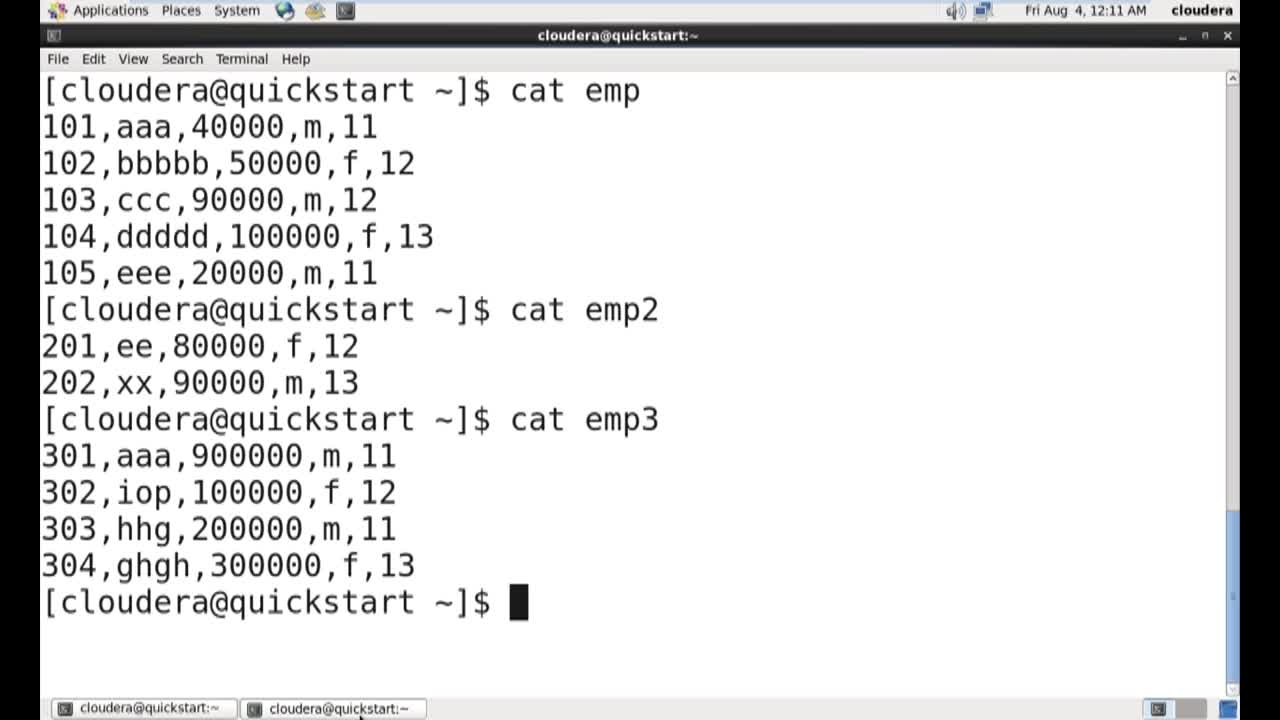 Applications Places System Fri Aug 4, 12:11 AM cloudera
cloudera@quickstart:~
File Edit View Search Terminal Help
[cloudera@quickstart ~]$ cat emp
101,aaa,40000,m,11
102,bbbbb,50000,f,12
103,ccc,90000,m,12
104,ddddd,100000,f,13
105,eee,20000,m,11
[cloudera@quickstart ~]$ cat emp2
201,ee,80000,f,12
202,xx,90000,m,13
[cloudera@quickstart ~]$ cat emp3
301,aaa,900000,m,11
302,iop,100000,f,12
303,hhg,200000,m,11
304,ghgh,300000,f,13
[cloudera@quickstart ~]$
cloudera@quickstart:~ cloudera@quickstart:~